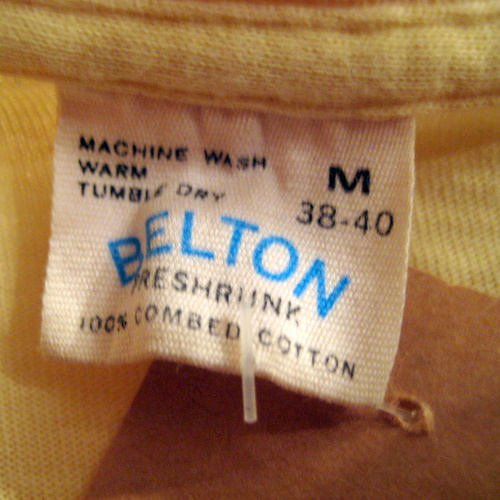 MACHINE WASH
WARM
TUMBLE DRY
M
38-40
BELTON
PRESHRUNK
100% COMBED COTTON